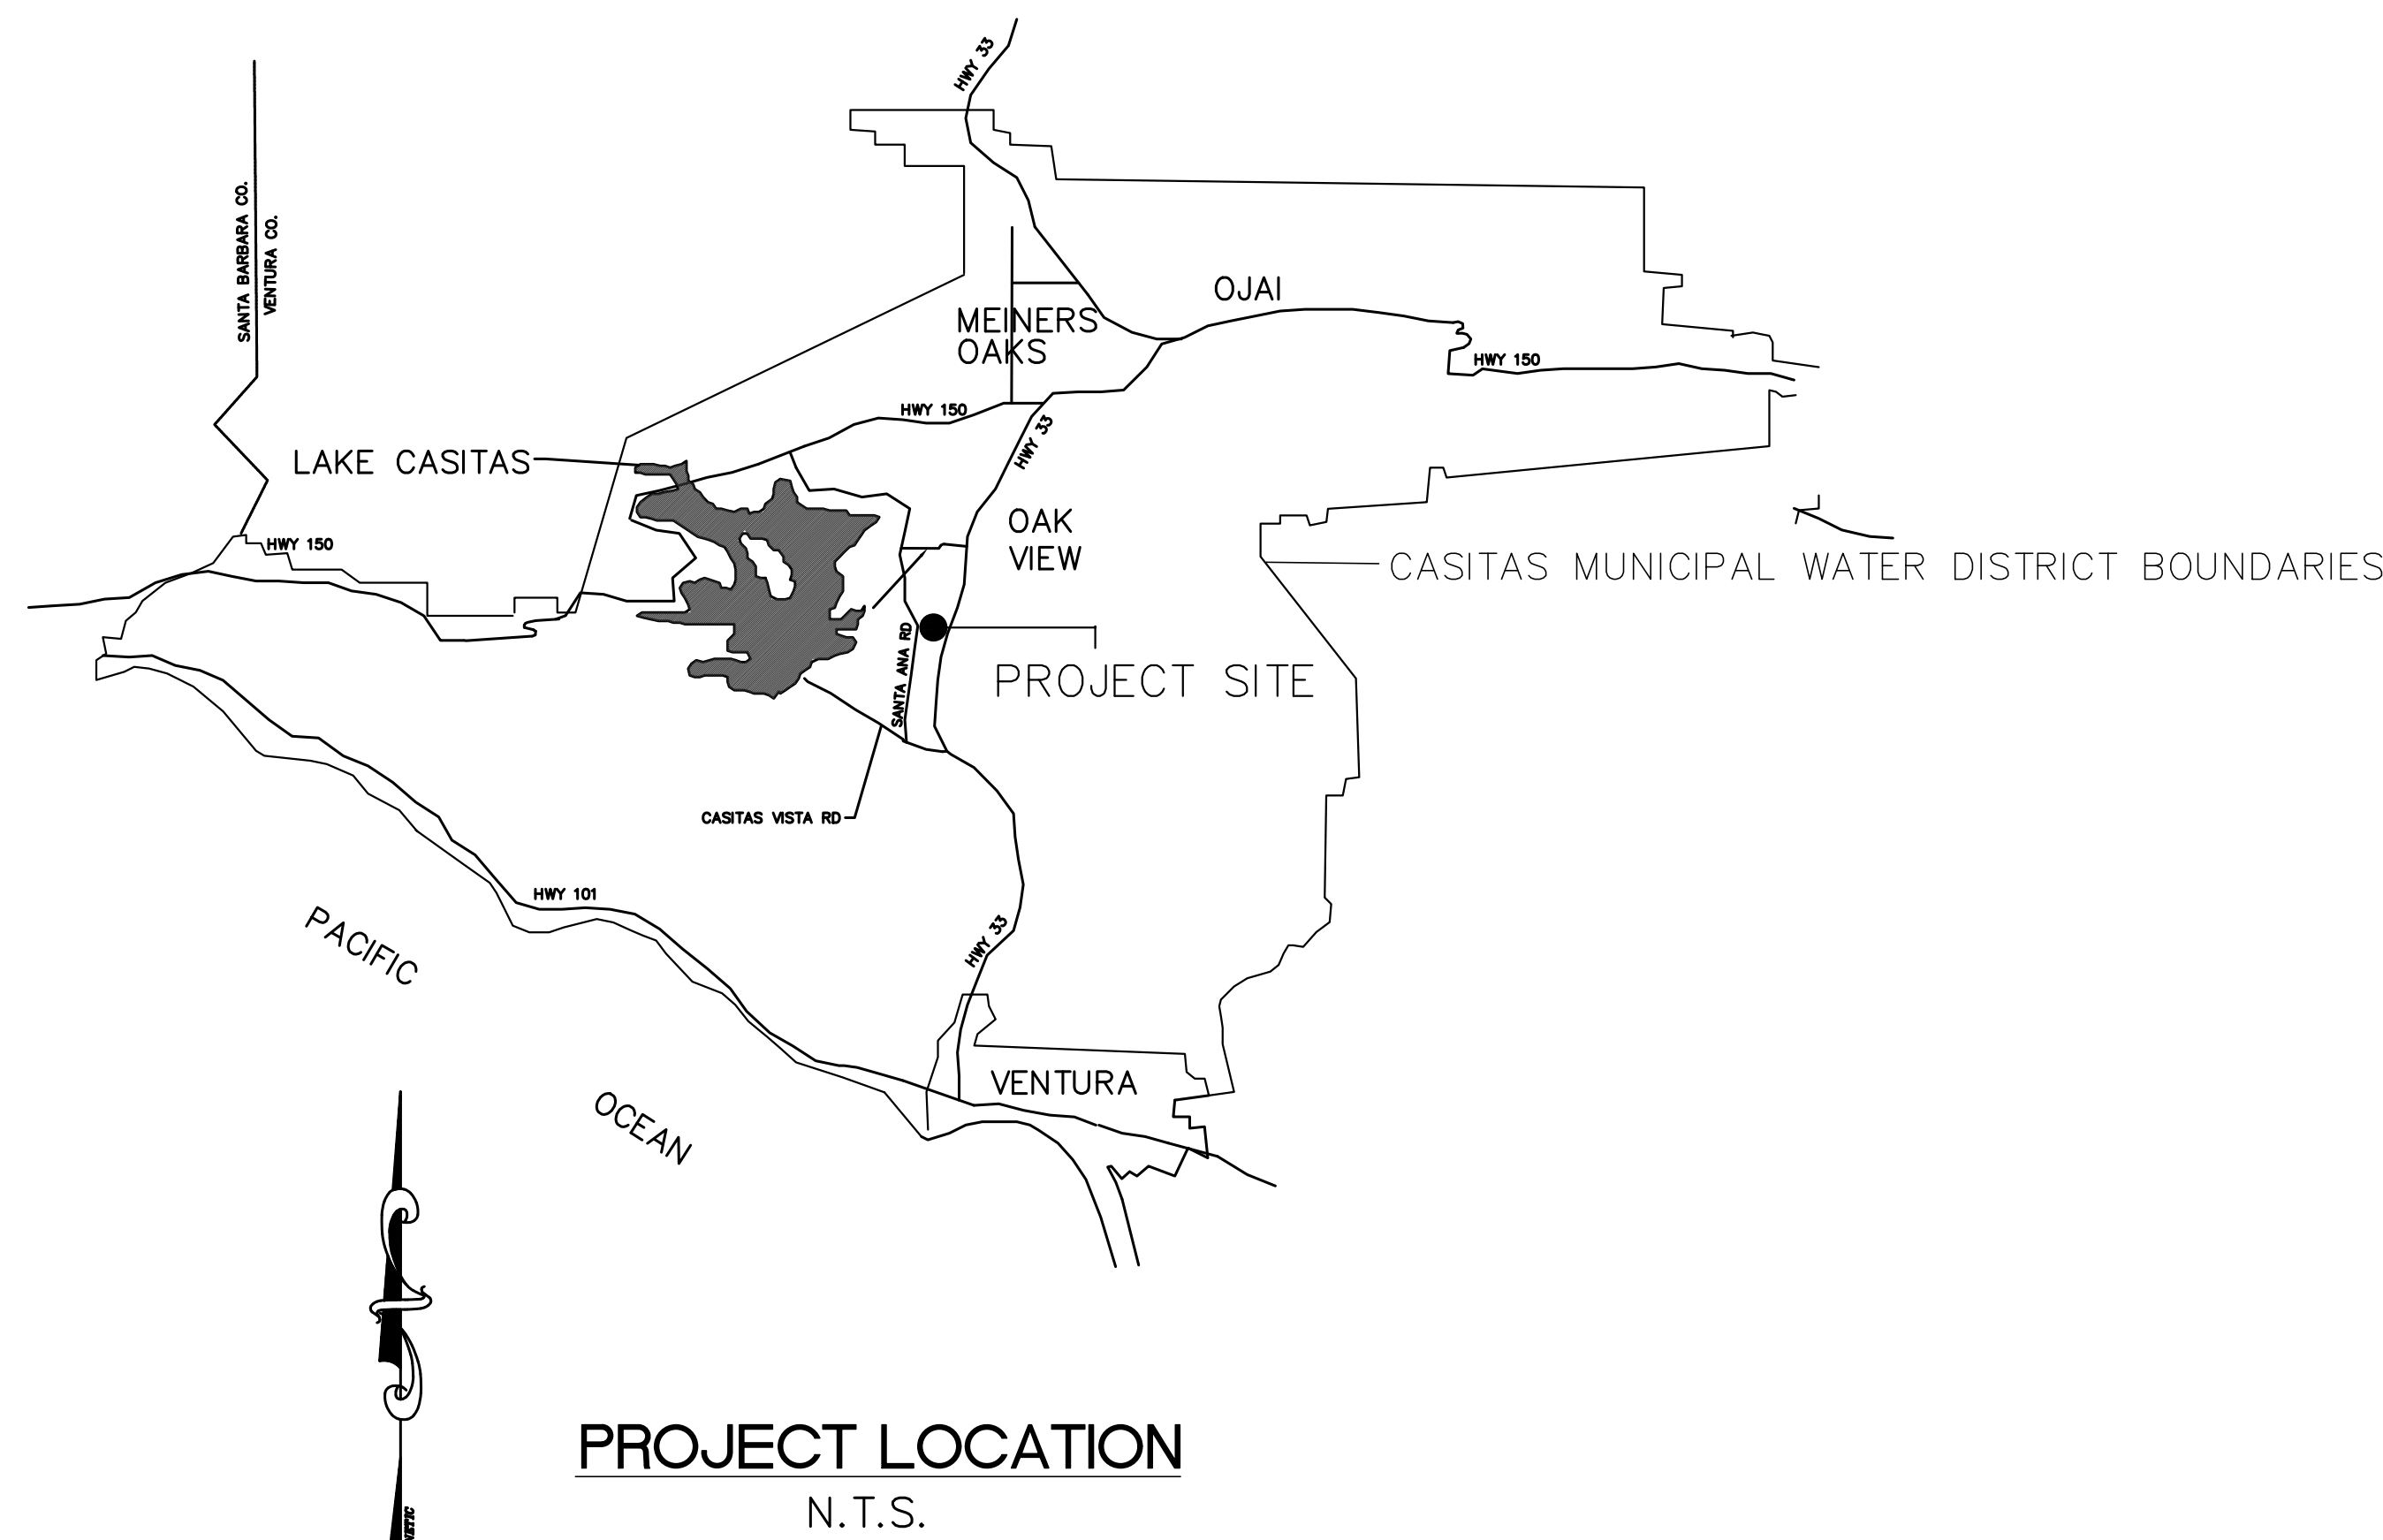 HWY 33
SANTA BARBARA CO.
VENTURA CO.
OJAI
MEINERS
OAKS
HWY 150
HWY 150
HWY 33
LAKE CASITAS
OAK
VIEW
HWY 150
CASITAS MUNICIPAL WATER DISTRICT BOUNDARIES
SANTA ANA RD
PROJECT SITE
CASITAS VISTA RD
HWY 101
PACIFIC
HWY 33
VENTURA
OCEAN
PROJECT LOCATION
N.T.S.